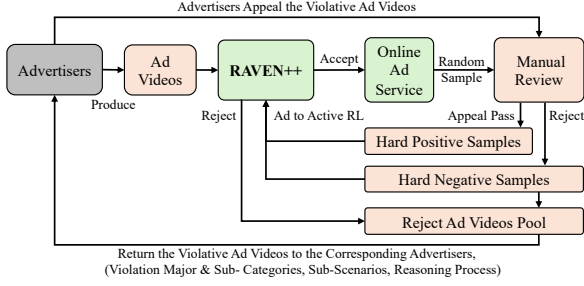 Advertisers Appeal the Violative Ad Videos
Advertisers
Produce
Ad
Videos
RAVEN++
Accept
Online
Ad
Service
Random
Sample
Manual
Review
Reject
Ad to Active RL
Appeal Pass
Reject
Hard Positive Samples
Hard Negative Samples
Reject Ad Videos Pool
Return the Violative Ad Videos to the Corresponding Advertisers,
(Violation Major & Sub- Categories, Sub-Scenarios, Reasoning Process)